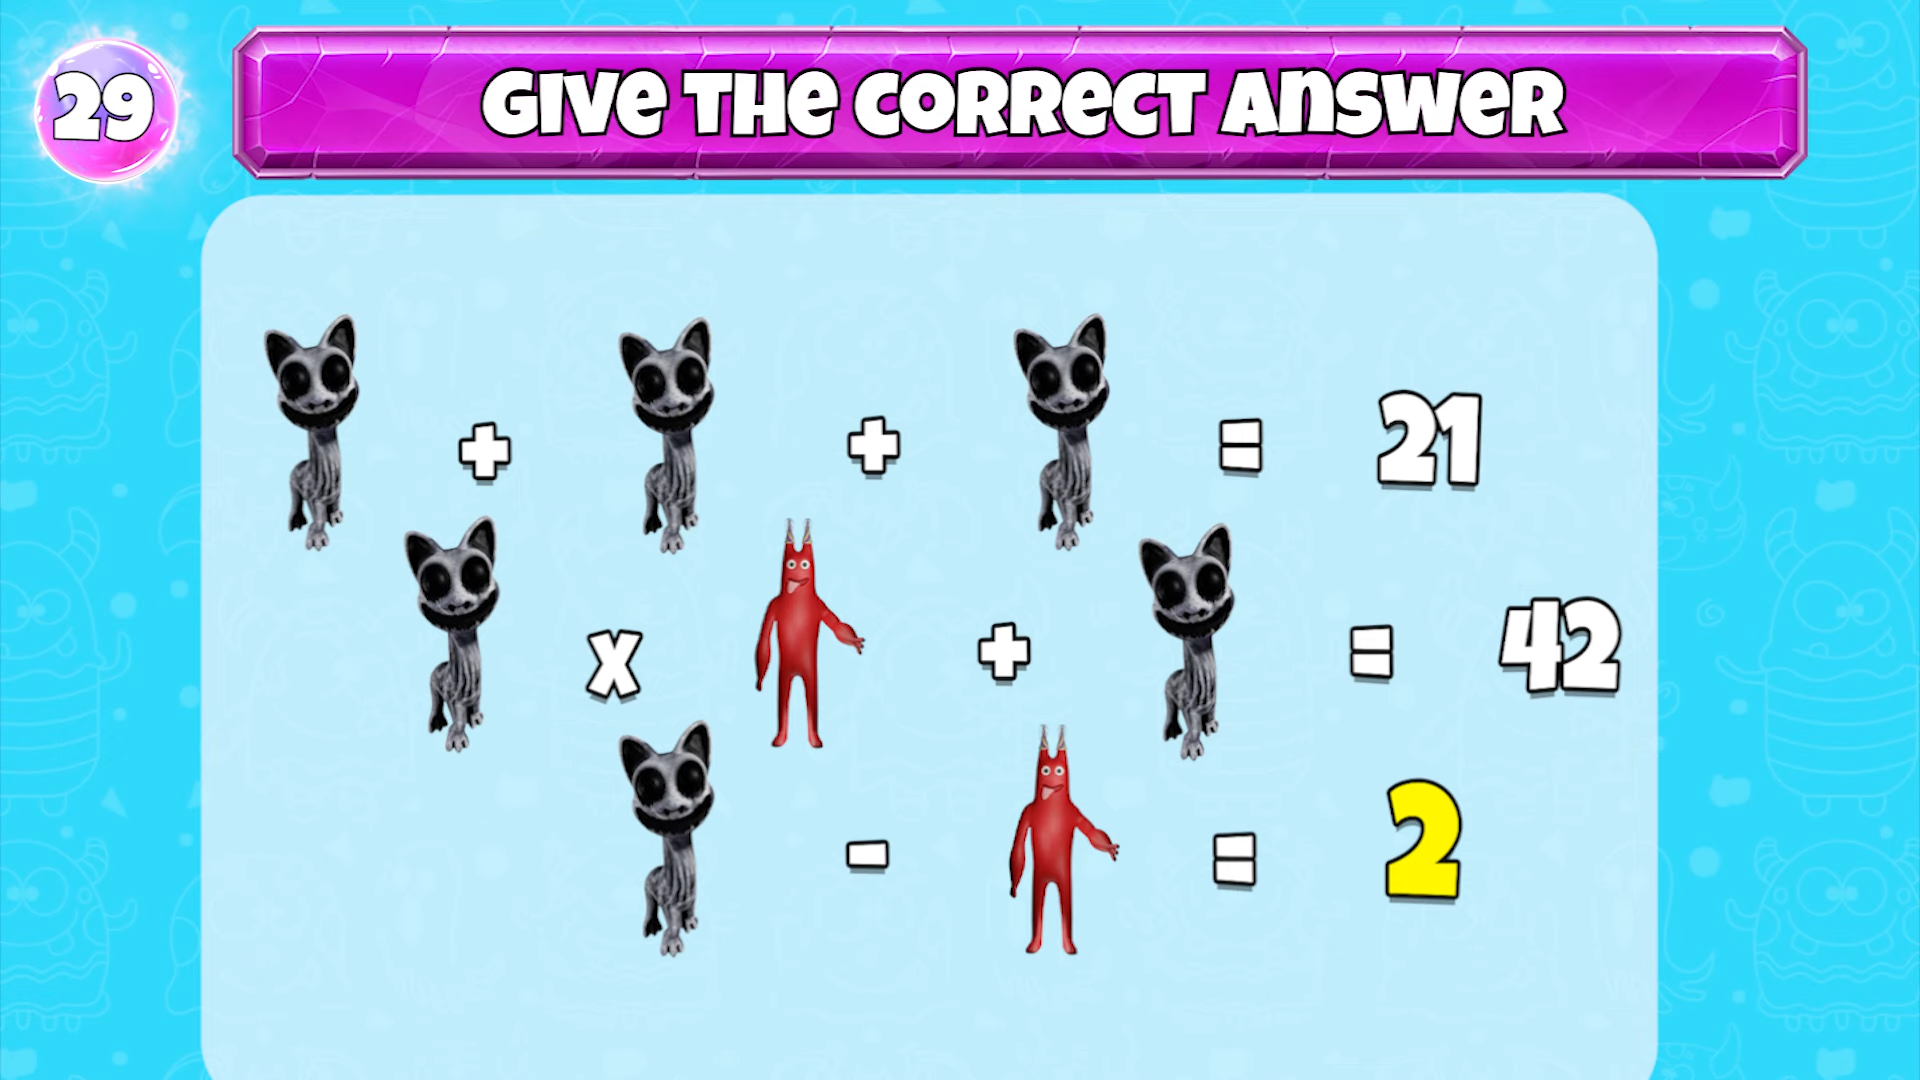 29
GIVE THE CORRECT ANSWER
+ + = 21
x + = 42
- = 2